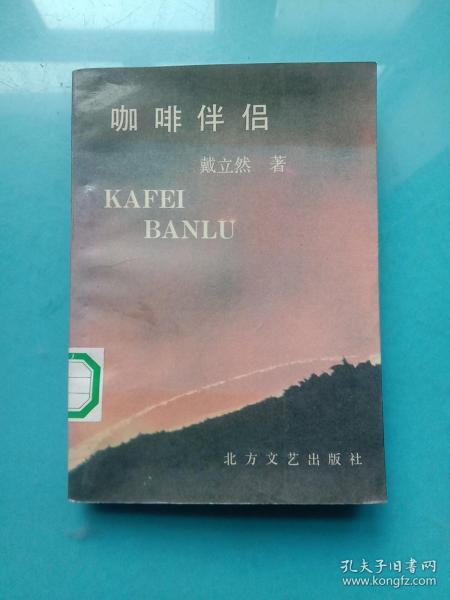 咖啡伴侣
戴立然 著
KAFEI
BANLU
北方文艺出版社
孔夫子旧书网
www.kongfz.com